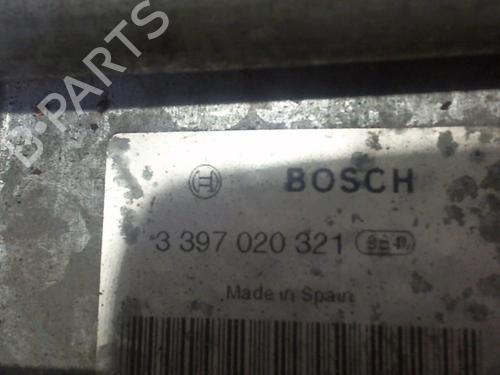 B-PARTS
BOSCH
3 397 020 321
Made in Spain